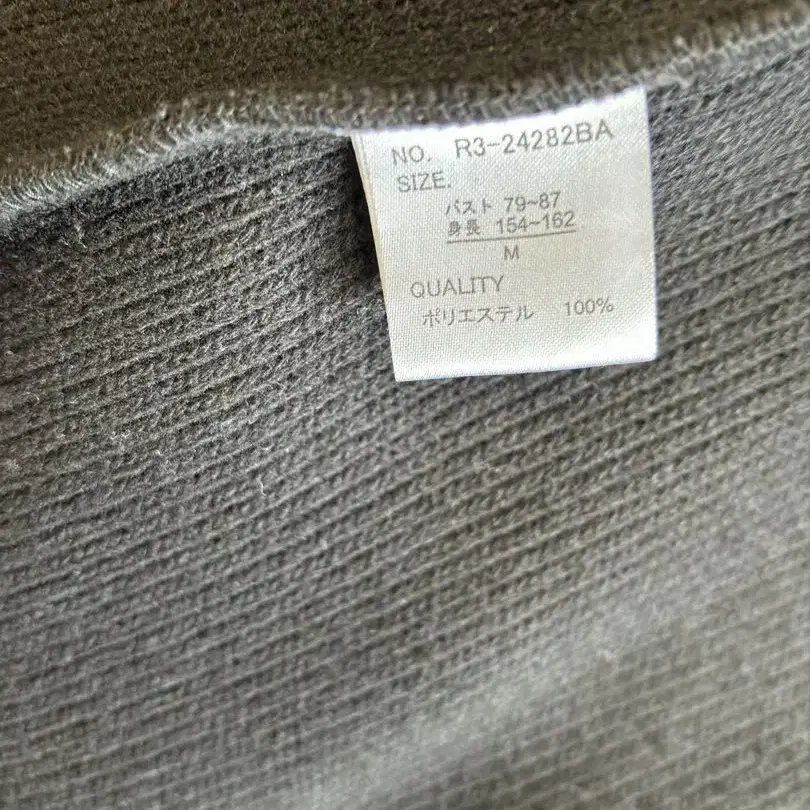 NO. R3-24282BA
SIZE.
バスト 79~87
身長 154~162
M
QUALITY
ポリエステル 100%